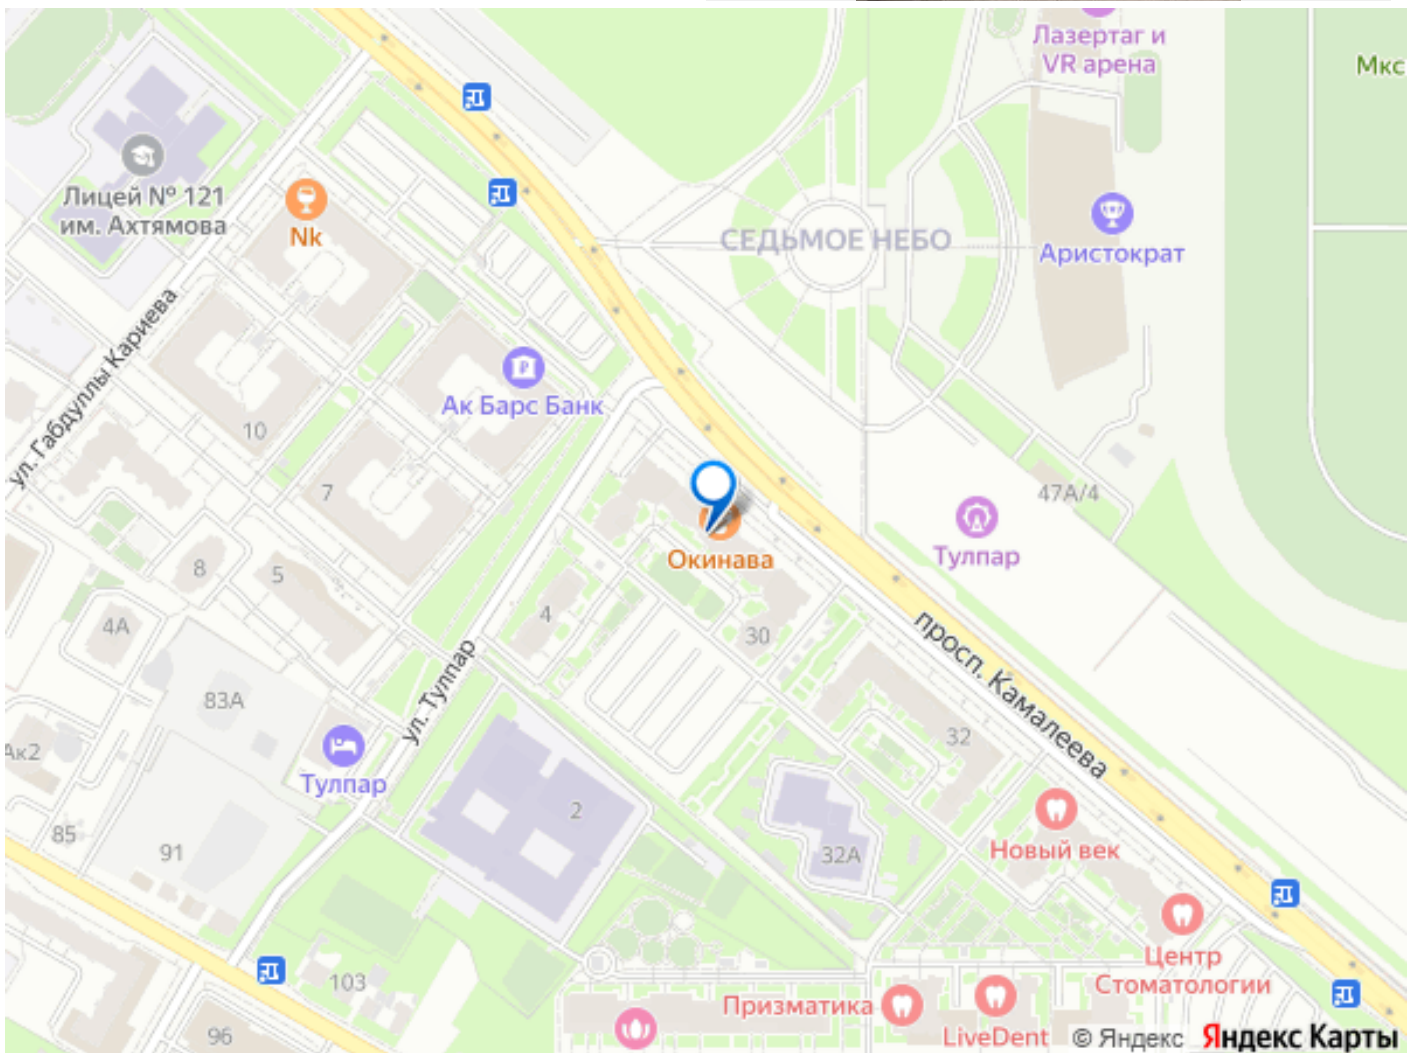 Лазертаг и
VR арена
Мкс
Лицей № 121
им. Ахтямова
Nk
СЕДЬМОЕ НЕБО
Аристократ
ул. Габдуллы Кариева
Ак Барс Банк
10
7
47А/4
Тулпар
Окинава
8
5
4
4А
30
просп. Камалеева
ул. Тулпар
83А
32
Ак2
Тулпар
2
85
91
Новый век
32А
Центр
Стоматологии
103
Призматика
96
LiveDent
© Яндекс Яндекс Карты